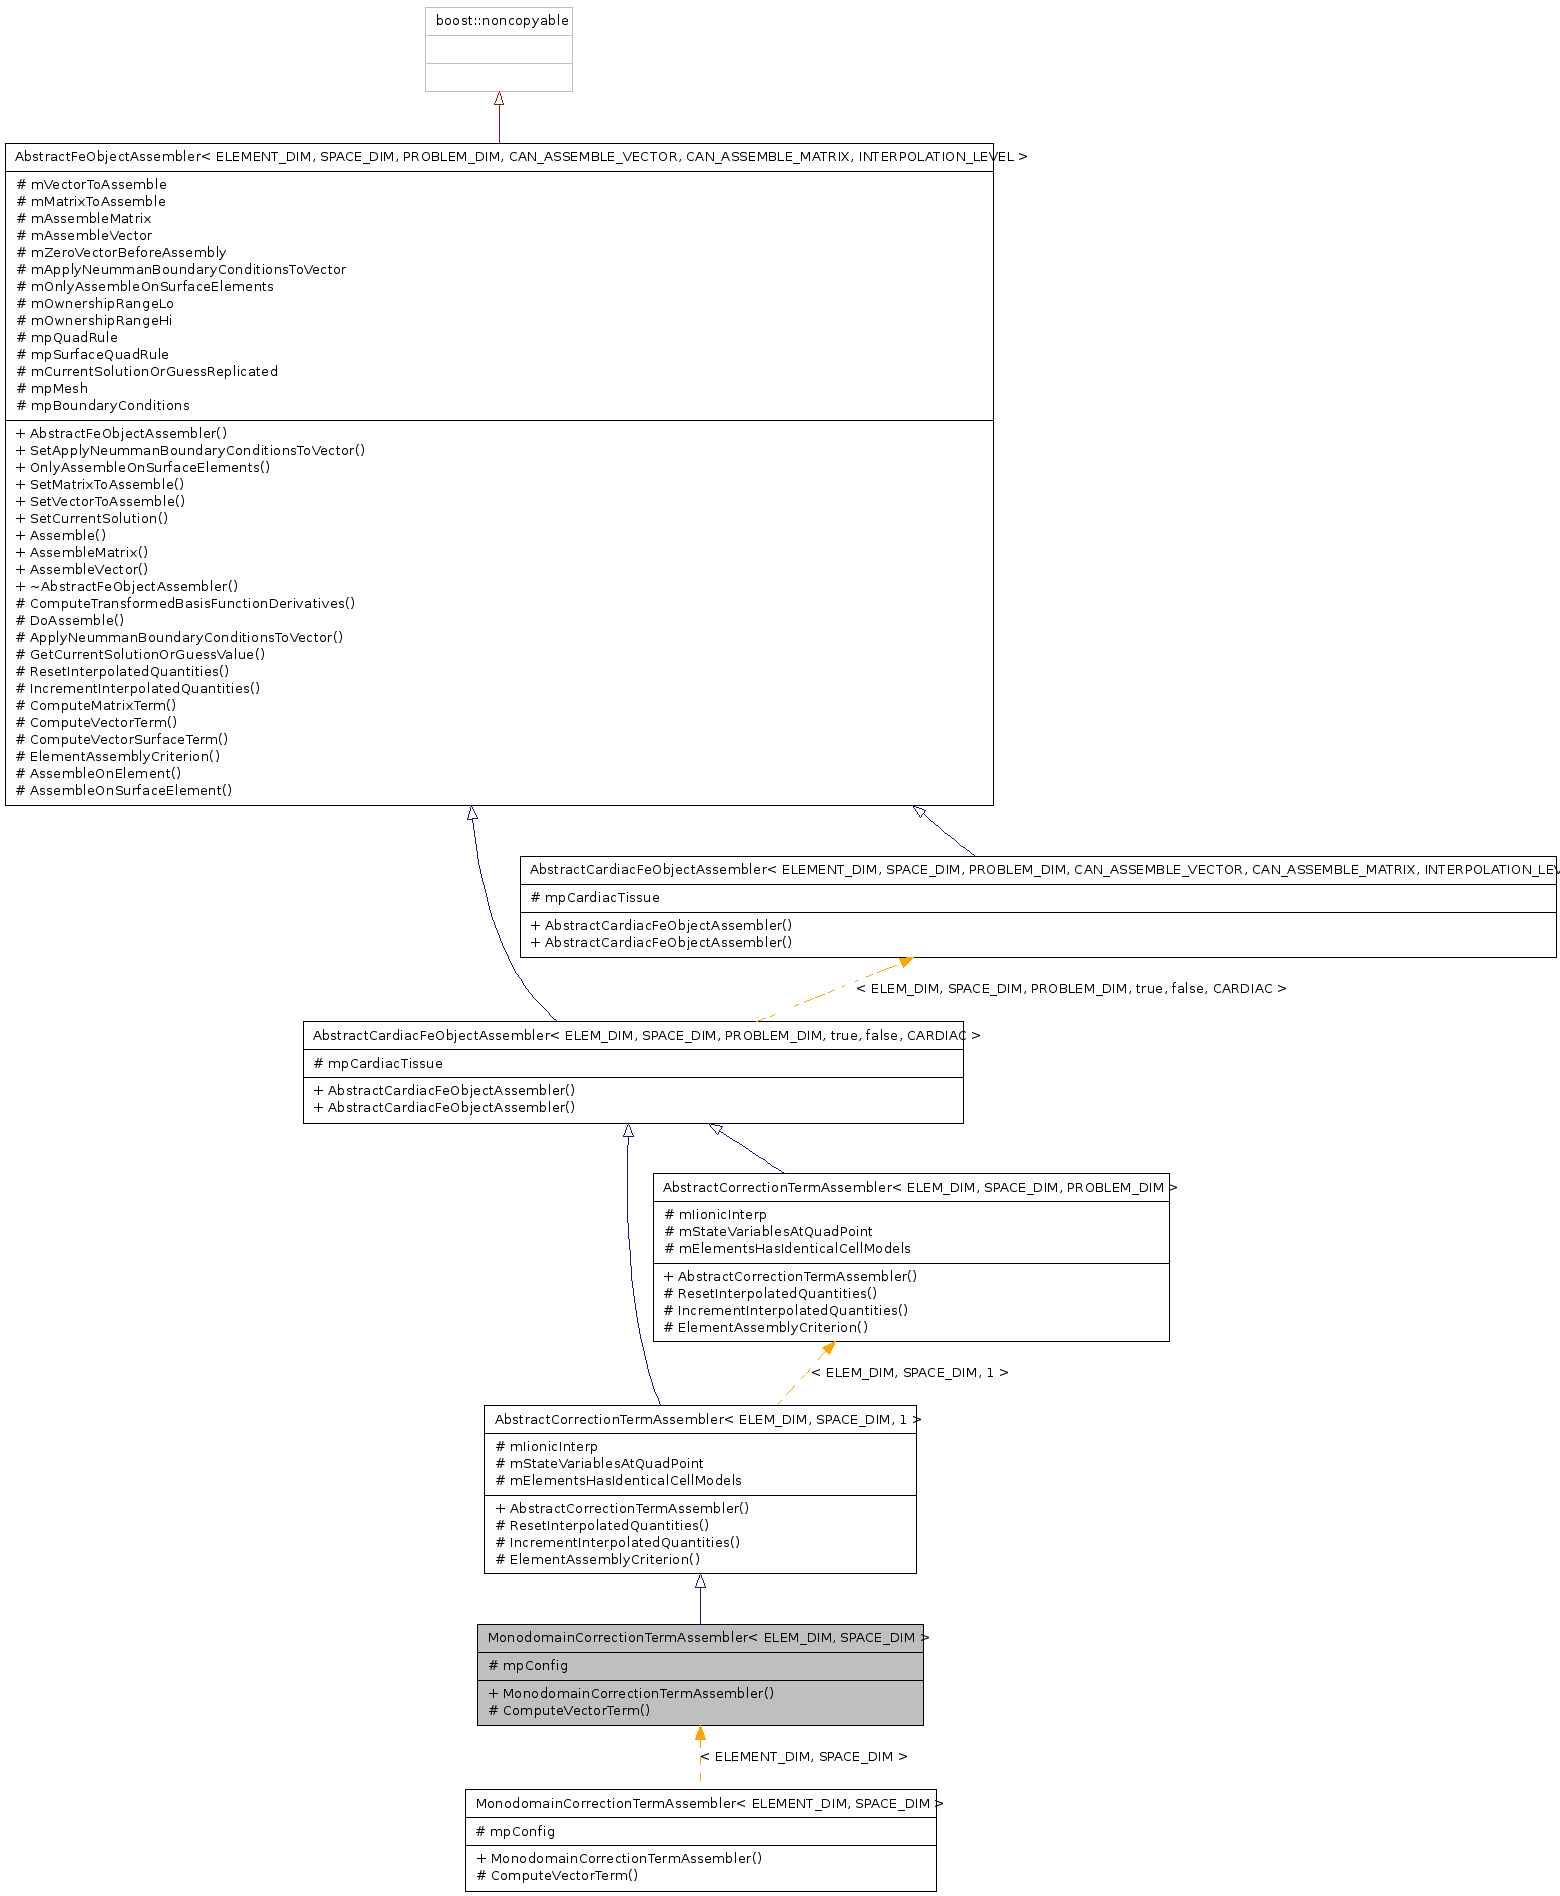 boost::noncopyable
AbstractFeObjectAssembler< ELEMENT_DIM, SPACE_DIM, PROBLEM_DIM, CAN_ASSEMBLE_VECTOR, CAN_ASSEMBLE_MATRIX, INTERPOLATION_LEVEL >
# mVectorToAssemble
# mMatrixToAssemble
# mAssembleMatrix
# mAssembleVector
# mZeroVectorBeforeAssembly
# mApplyNeummanBoundaryConditionsToVector
# mOnlyAssembleOnSurfaceElements
# mOwnershipRangeLo
# mOwnershipRangeHi
# mpQuadRule
# mpSurfaceQuadRule
# mCurrentSolutionOrGuessReplicated
# mpMesh
# mpBoundaryConditions
+ AbstractFeObjectAssembler()
+ SetApplyNeummanBoundaryConditionsToVector()
+ OnlyAssembleOnSurfaceElements()
+ SetMatrixToAssemble()
+ SetVectorToAssemble()
+ SetCurrentSolution()
+ Assemble()
+ AssembleMatrix()
+ AssembleVector()
+ ~AbstractFeObjectAssembler()
# ComputeTransformedBasisFunctionDerivatives()
# DoAssemble()
# ApplyNeummanBoundaryConditionsToVector()
# GetCurrentSolutionOrGuessValue()
# ResetInterpolatedQuantities()
# IncrementInterpolatedQuantities()
# ComputeMatrixTerm()
# ComputeVectorTerm()
# ComputeVectorSurfaceTerm()
# ElementAssemblyCriterion()
# AssembleOnElement()
# AssembleOnSurfaceElement()
AbstractCardiacFeObjectAssembler< ELEMENT_DIM, SPACE_DIM, PROBLEM_DIM, CAN_ASSEMBLE_VECTOR, CAN_ASSEMBLE_MATRIX,
# mpCardiacTissue
+ AbstractCardiacFeObjectAssembler()
+ AbstractCardiacFeObjectAssembler()
< ELEM_DIM, SPACE_DIM, PROBLEM_DIM, true, false, CARDIAC >
AbstractCardiacFeObjectAssembler< ELEM_DIM, SPACE_DIM, PROBLEM_DIM, true, false, CARDIAC >
# mpCardiacTissue
+ AbstractCardiacFeObjectAssembler()
+ AbstractCardiacFeObjectAssembler()
AbstractCorrectionTermAssembler< ELEM_DIM, SPACE_DIM, PROBLEM_DIM >
# mIionicInterp
# mStateVariablesAtQuadPoint
# mElementsHasIdenticalCellModels
+ AbstractCorrectionTermAssembler()
# ResetInterpolatedQuantities()
# IncrementInterpolatedQuantities()
# ElementAssemblyCriterion()
< ELEM_DIM, SPACE_DIM, 1 >
AbstractCorrectionTermAssembler< ELEM_DIM, SPACE_DIM, 1 >
# mIionicInterp
# mStateVariablesAtQuadPoint
# mElementsHasIdenticalCellModels
+ AbstractCorrectionTermAssembler()
# ResetInterpolatedQuantities()
# IncrementInterpolatedQuantities()
# ElementAssemblyCriterion()
MonodomainCorrectionTermAssembler< ELEM_DIM, SPACE_DIM >
# mpConfig
+ MonodomainCorrectionTermAssembler()
# ComputeVectorTerm()
< ELEMENT_DIM, SPACE_DIM >
MonodomainCorrectionTermAssembler< ELEMENT_DIM, SPACE_DIM >
# mpConfig
+ MonodomainCorrectionTermAssembler()
# ComputeVectorTerm()